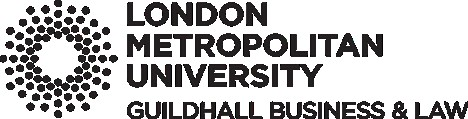 LONDON
METROPOLITAN
UNIVERSITY
GUILDHALL BUSINESS & LAW